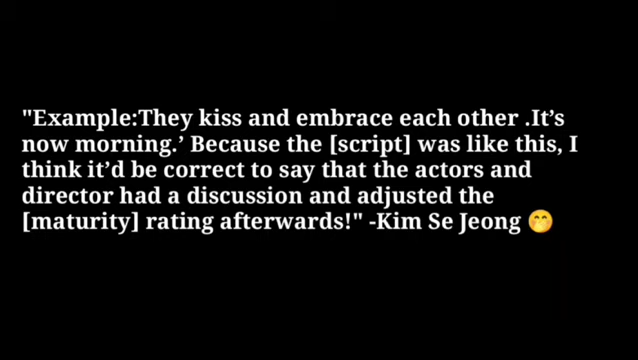 "Example:They kiss and embrace each other .It’s
now morning.’ Because the [script] was like this, I
think it’d be correct to say that the actors and
director had a discussion and adjusted the
[maturity] rating afterwards!" -Kim Se Jeong 🤭